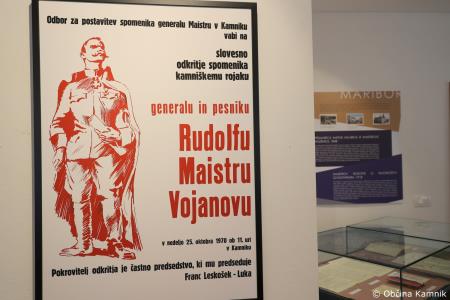 Odbor za postavitev spomenika generalu Maistru v Kamniku
vabi na
slovesno
odkritje spomenika
kamniškemu rojaku
generalu in pesniku
Rudolfu
Maistru
Vojanovu
v nedeljo 25. oktobra 1970 ob 11. uri
v Kamniku
Pokrovitelj odkritja je častno predsedstvo, ki mu predseduje
Franc Leskošek - Luka
MARIBOR
© Občina Kamnik